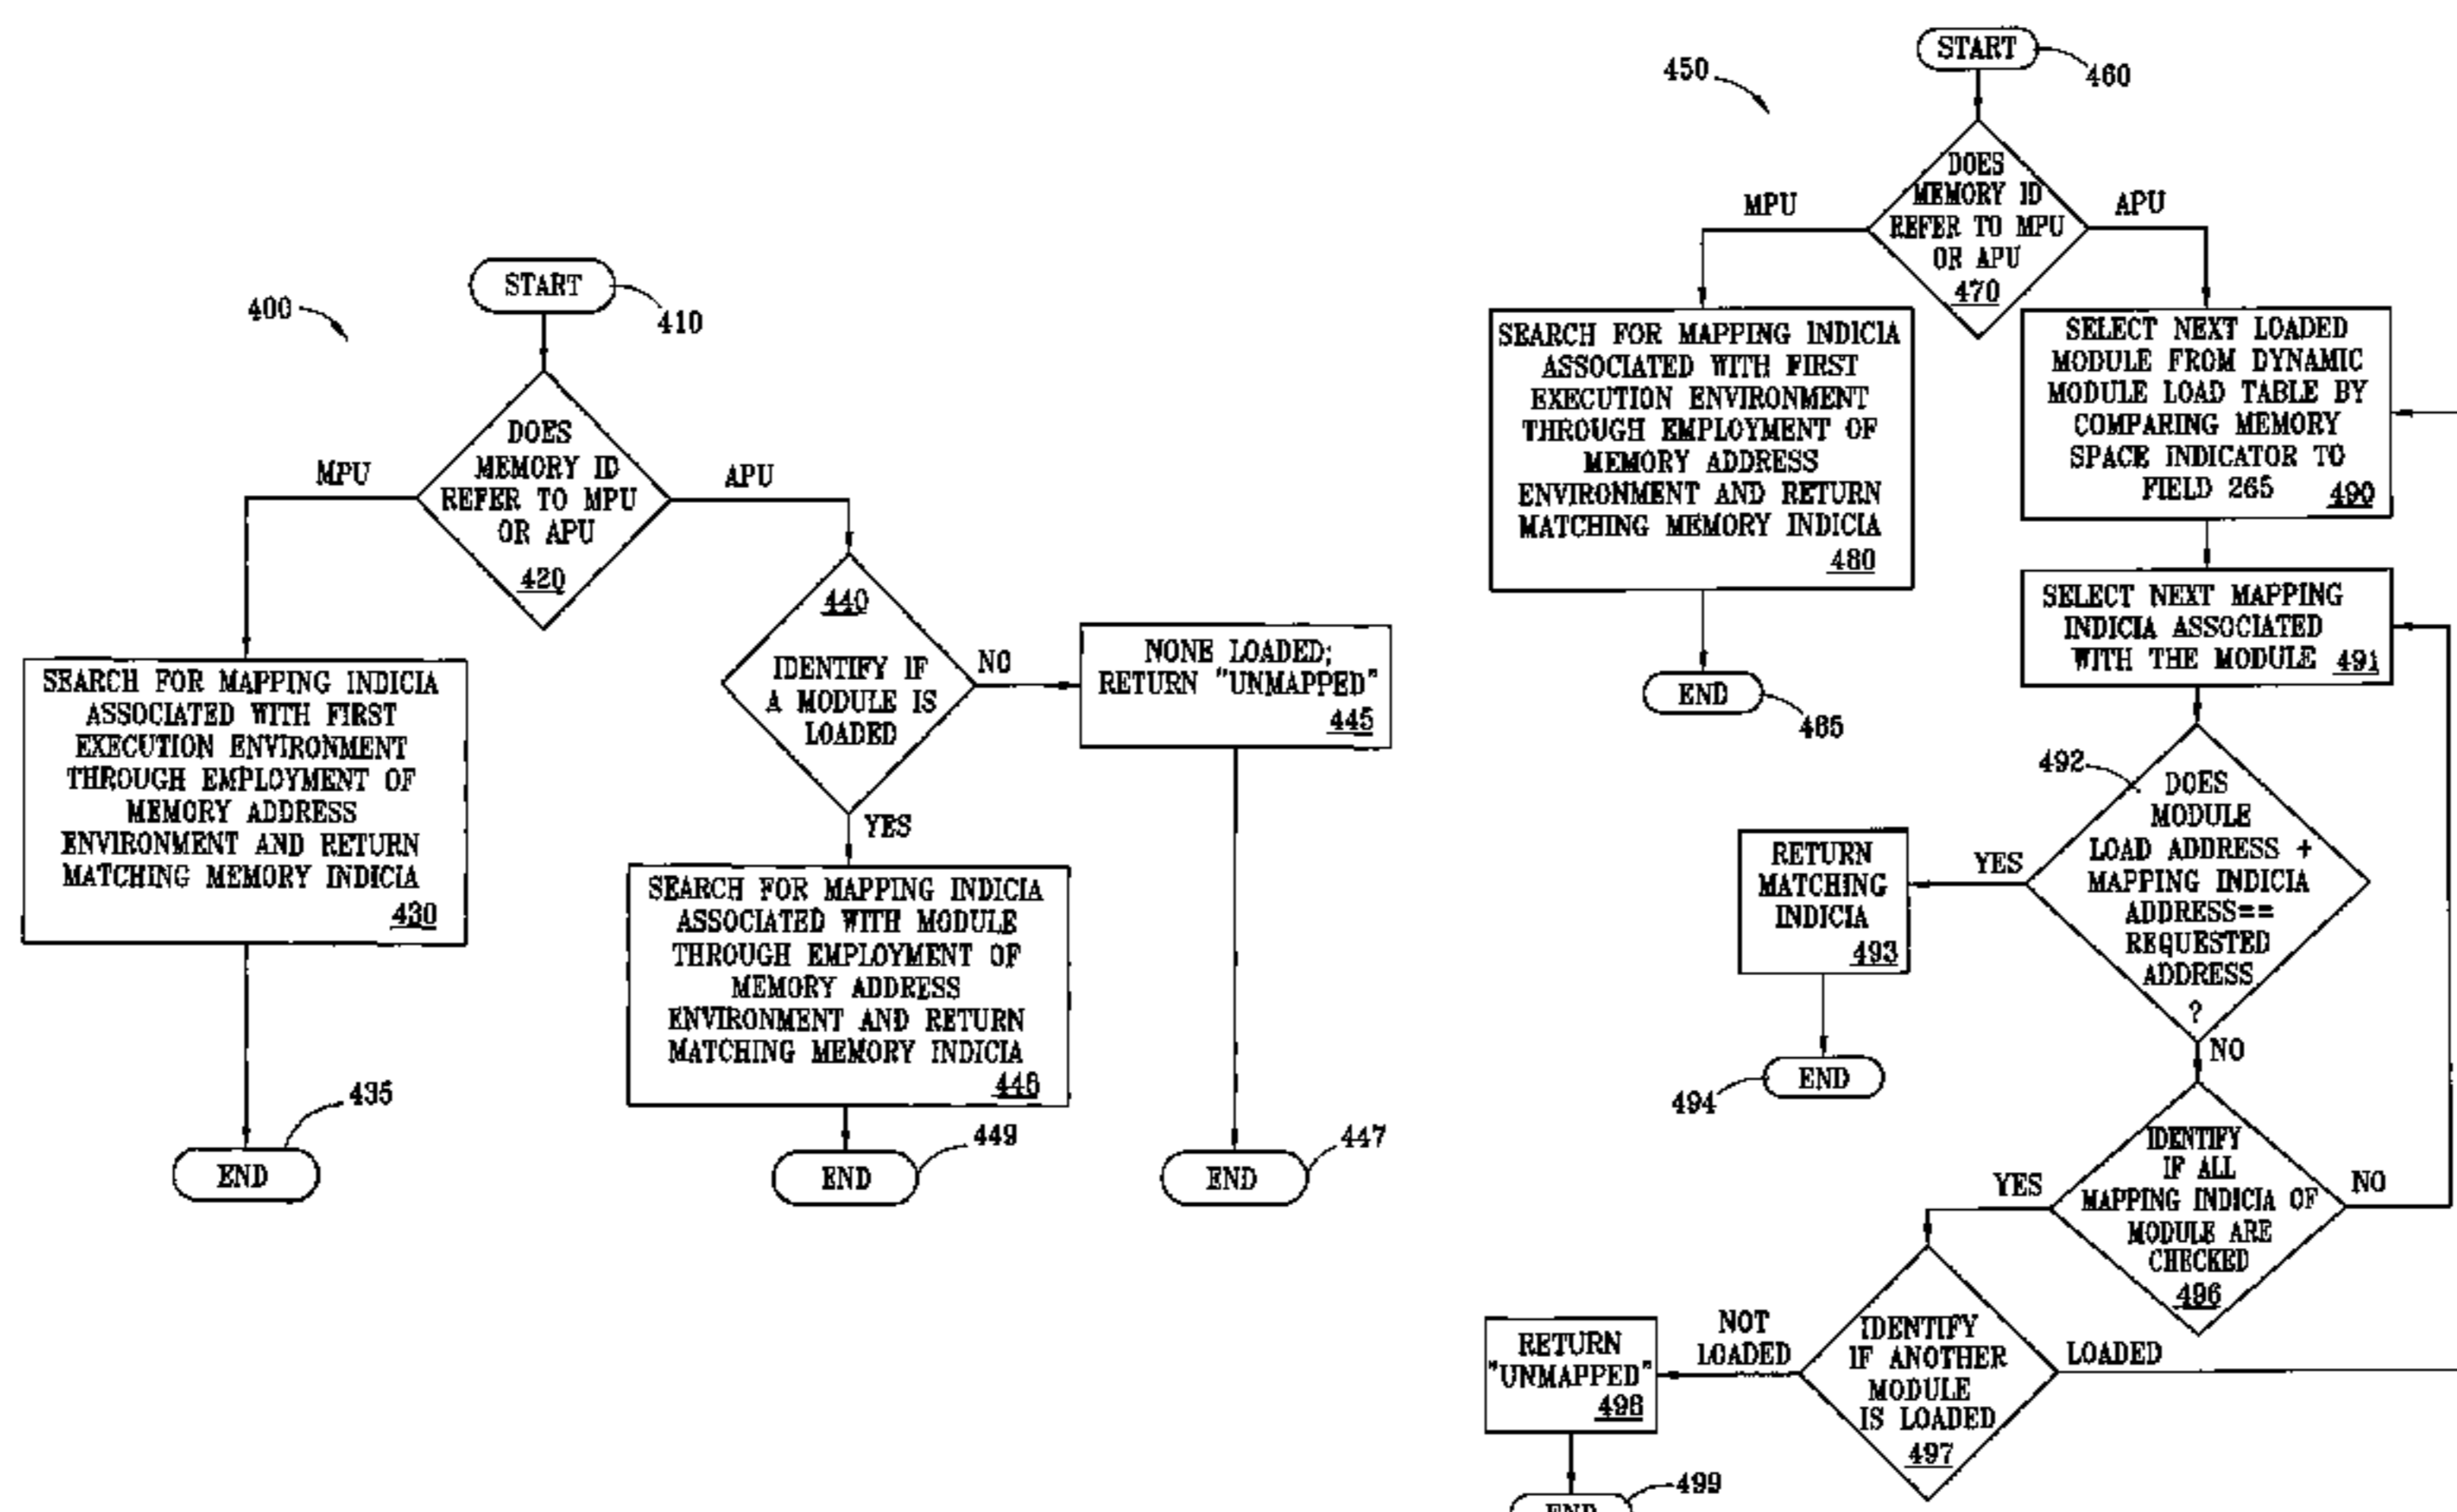 400
START
410
DOES
MEMORY ID
REFER TO MPU
OR APU
420
MPU
APU
SEARCH FOR MAPPING INDICIA
ASSOCIATED WITH FIRST
EXECUTION ENVIRONMENT
THROUGH EMPLOYMENT OF
MEMORY ADDRESS
ENVIRONMENT AND RETURN
MATCHING MEMORY INDICIA
430
END
435
440
IDENTIFY IF
A MODULE IS
LOADED
NO
NONE LOADED;
RETURN "UNMAPPED"
445
YES
SEARCH FOR MAPPING INDICIA
ASSOCIATED WITH MODULE
THROUGH EMPLOYMENT OF
MEMORY ADDRESS
ENVIRONMENT AND RETURN
MATCHING MEMORY INDICIA
448
END
449
END
447
450
START
460
DOES
MEMORY ID
REFER TO MPU
OR APU
470
MPU
APU
SEARCH FOR MAPPING INDICIA
ASSOCIATED WITH FIRST
EXECUTION ENVIRONMENT
THROUGH EMPLOYMENT OF
MEMORY ADDRESS
ENVIRONMENT AND RETURN
MATCHING MEMORY INDICIA
480
END
485
SELECT NEXT LOADED
MODULE FROM DYNAMIC
MODULE LOAD TABLE BY
COMPARING MEMORY
SPACE INDICATOR TO
FIELD 265
490
SELECT NEXT MAPPING
INDICIA ASSOCIATED
WITH THE MODULE 491
492
DOES
MODULE
LOAD ADDRESS +
MAPPING INDICIA
ADDRESS==
REQUESTED
ADDRESS
?
YES
RETURN
MATCHING
INDICIA
493
END
494
NO
IDENTIFY
IF ALL
MAPPING INDICIA OF
MODULE ARE
CHECKED
496
YES
NO
IDENTIFY
IF ANOTHER
MODULE
IS LOADED
497
NOT
LOADED
LOADED
RETURN
"UNMAPPED"
498
END
499